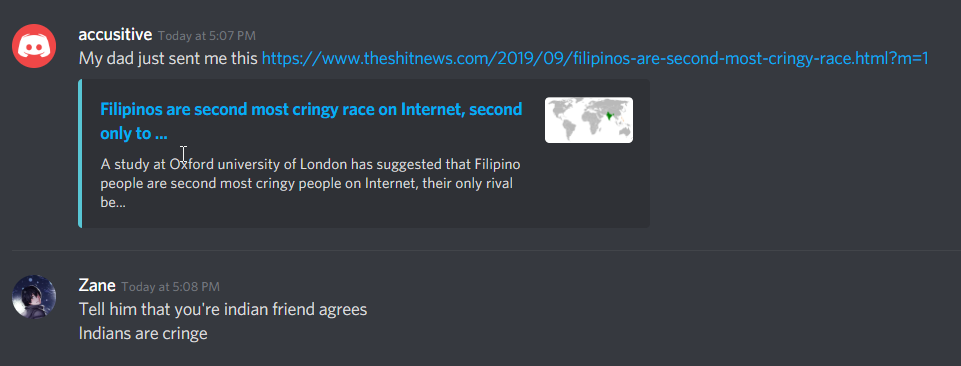 accusitive Today at 5:07 PM
My dad just sent me this https://www.theshitnews.com/2019/09/filipinos-are-second-most-cringy-race.html?m=1
Filipinos are second most cringy race on Internet, second
only to ...
A study at Oxford university of London has suggested that Filipino
people are second most cringy people on Internet, their only rival
be...
Zane Today at 5:08 PM
Tell him that you're indian friend agrees
Indians are cringe